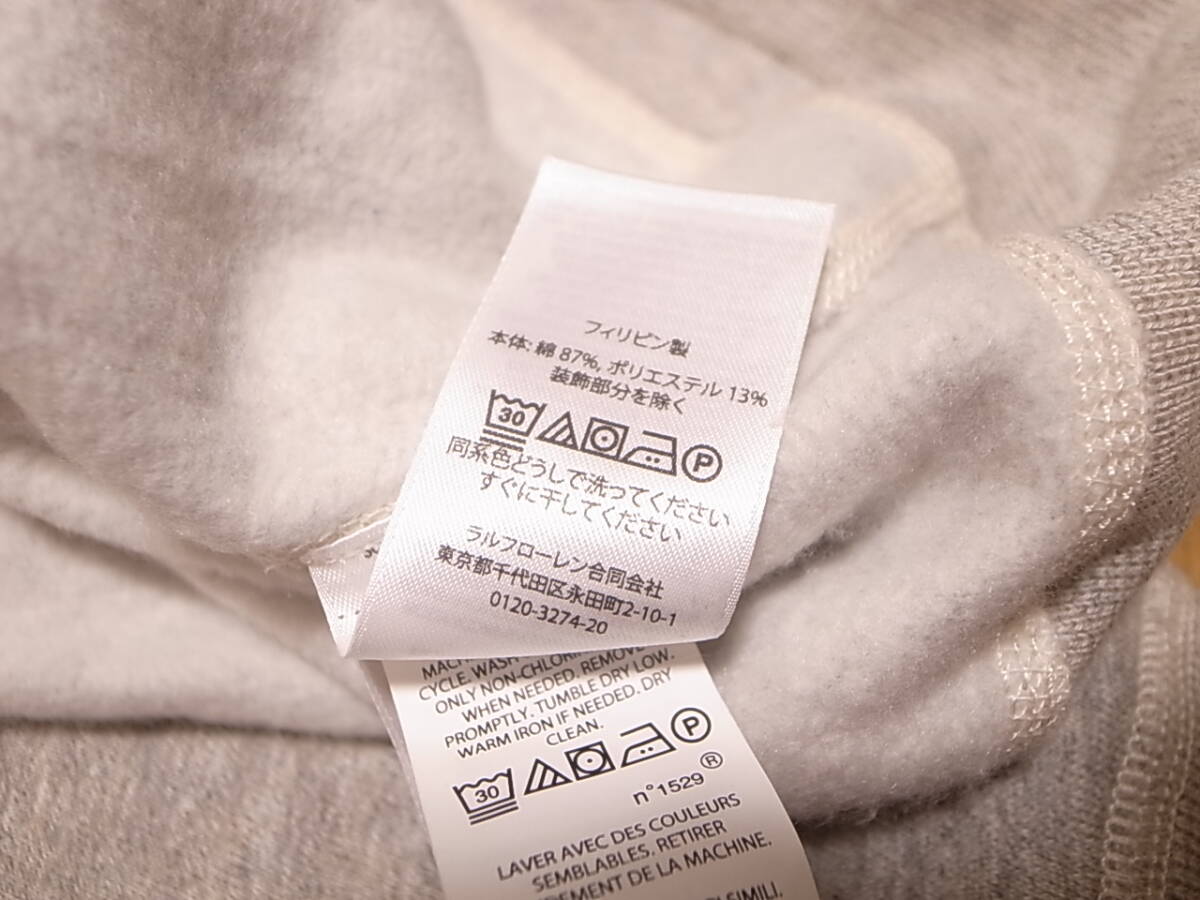 フィリピン製
本体: 綿 87%, ポリエステル 13%
装飾部分を除く
30 P
同系色どうしで洗ってください
すぐに干してください
ラルフローレン合同会社
東京都千代田区永田町2-10-1
0120-3274-20
CYCLE. WASH
ONLY NON-CHLORINE
WHEN NEEDED. REMOVE
PROMPTLY. TUMBLE DRY LOW.
WARM IRON IF NEEDED. DRY
CLEAN.
30 P
n°1529 ®
LAVER AVEC DES COULEURS
SEMBLABLES. RETIRER
DE LA MACHINE.
SIMILI,